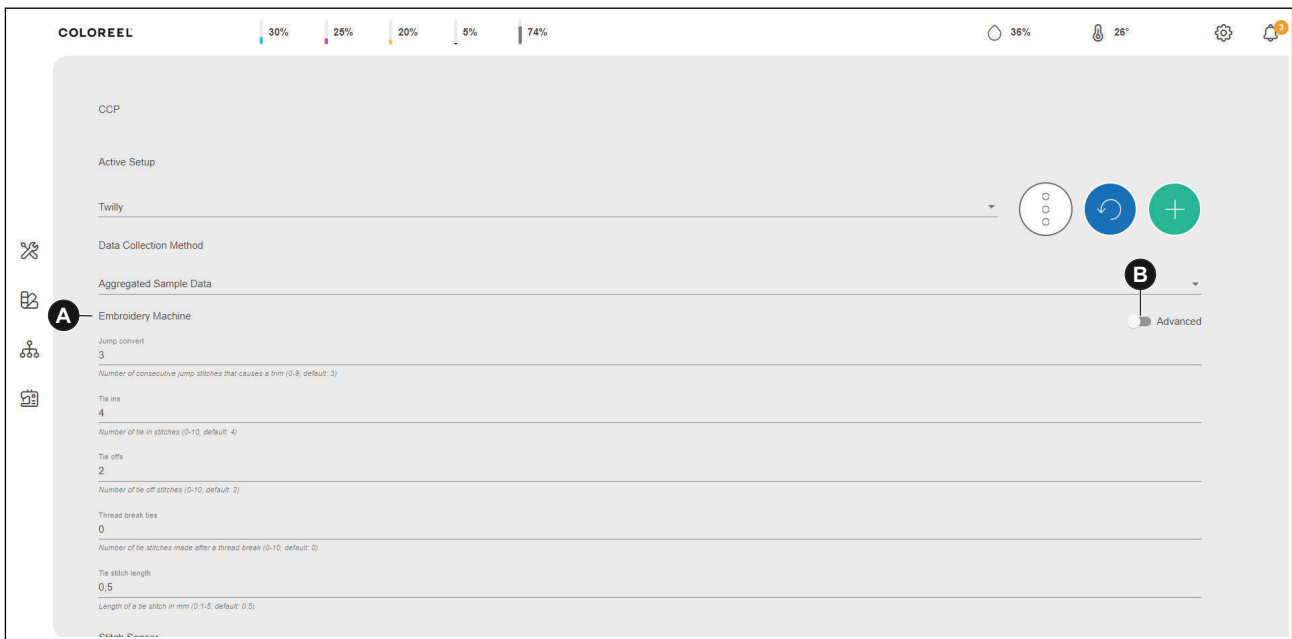 COLOREEL 30% 25% 20% 5% 74% 36% 26° 3
CCP
Active Setup
Twilly
Data Collection Method
Aggregated Sample Data
B
A Embroidery Machine
Advanced
Jump convert
3
Number of consecutive jump stitches that causes a trim (0-9, default: 3)
Tie ins
4
Number of tie in stitches (0-10, default: 4)
Tie offs
2
Number of tie off stitches (0-10, default: 2)
Thread break ties
0
Number of tie stitches made after a thread break (0-10, default: 0)
Tie stitch length
0,5
Length of a tie stitch in mm (0.1-5, default: 0.5)
Stitch Sensor